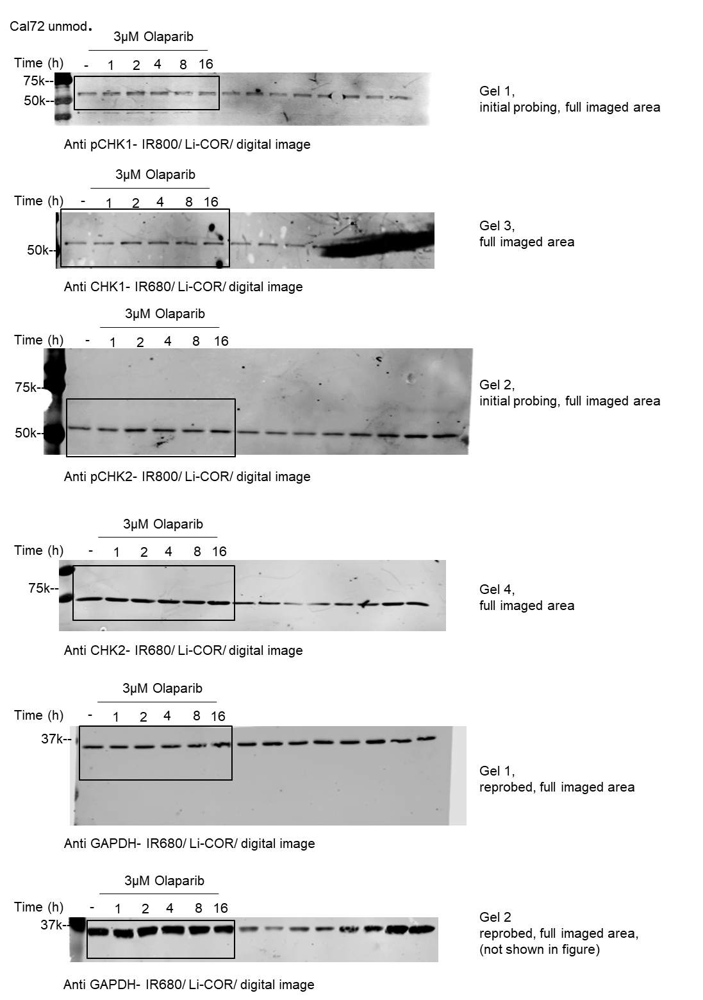 Cal72 unmod.
3µM Olaparib
Time (h) - 1 2 4 8 16
75k--
50k--
Gel 1,
initial probing, full imaged area
Anti pCHK1- IR800/ Li-COR/ digital image
3µM Olaparib
Time (h) - 1 2 4 8 16
50k--
Gel 3,
full imaged area
Anti CHK1- IR680/ Li-COR/ digital image
3µM Olaparib
Time (h) - 1 2 4 8 16
75k--
50k--
Gel 2,
initial probing, full imaged area
Anti pCHK2- IR800/ Li-COR/ digital image
3µM Olaparib
Time (h) - 1 2 4 8 16
75k--
Gel 4,
full imaged area
Anti CHK2- IR680/ Li-COR/ digital image
3µM Olaparib
Time (h) - 1 2 4 8 16
37k--
Gel 1,
reprobed, full imaged area
Anti GAPDH- IR680/ Li-COR/ digital image
3µM Olaparib
Time (h) - 1 2 4 8 16
37k--
Gel 2
reprobed, full imaged area,
(not shown in figure)
Anti GAPDH- IR680/ Li-COR/ digital image